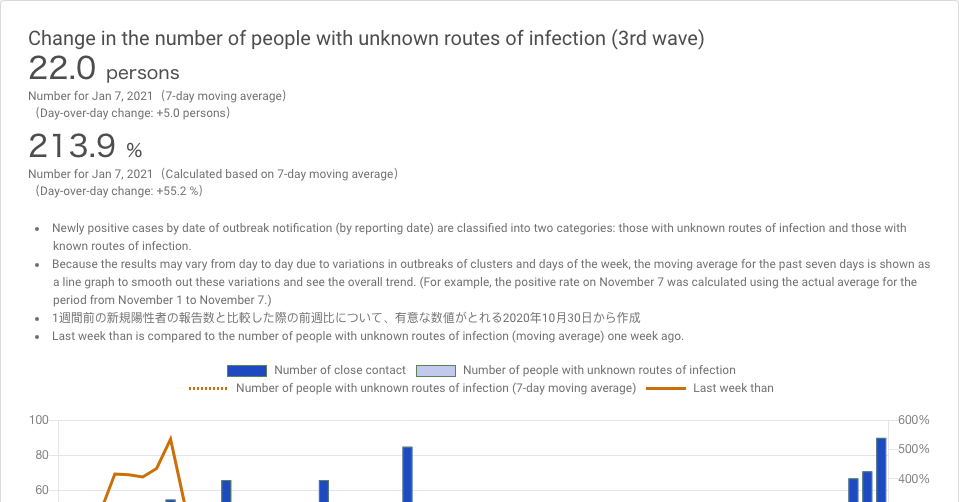 Change in the number of people with unknown routes of infection (3rd wave)
22.0 persons
Number for Jan 7, 2021（7-day moving average）
（Day-over-day change: +5.0 persons）
213.9 %
Number for Jan 7, 2021（Calculated based on 7-day moving average）
（Day-over-day change: +55.2 %）
• Newly positive cases by date of outbreak notification (by reporting date) are classified into two categories: those with unknown routes of infection and those with
known routes of infection.
• Because the results may vary from day to day due to variations in outbreaks of clusters and days of the week, the moving average for the past seven days is shown as
a line graph to smooth out these variations and see the overall trend. (For example, the positive rate on November 7 was calculated using the actual average for the
period from November 1 to November 7.)
• 1週間前の新規陽性者の報告数と比較した際の前週比について、有意な数値がとれる2020年10月30日から作成
• Last week than is compared to the number of people with unknown routes of infection (moving average) one week ago.
Number of close contact Number of people with unknown routes of infection
Number of people with unknown routes of infection (7-day moving average) Last week than
100 600%
500%
80
400%
60